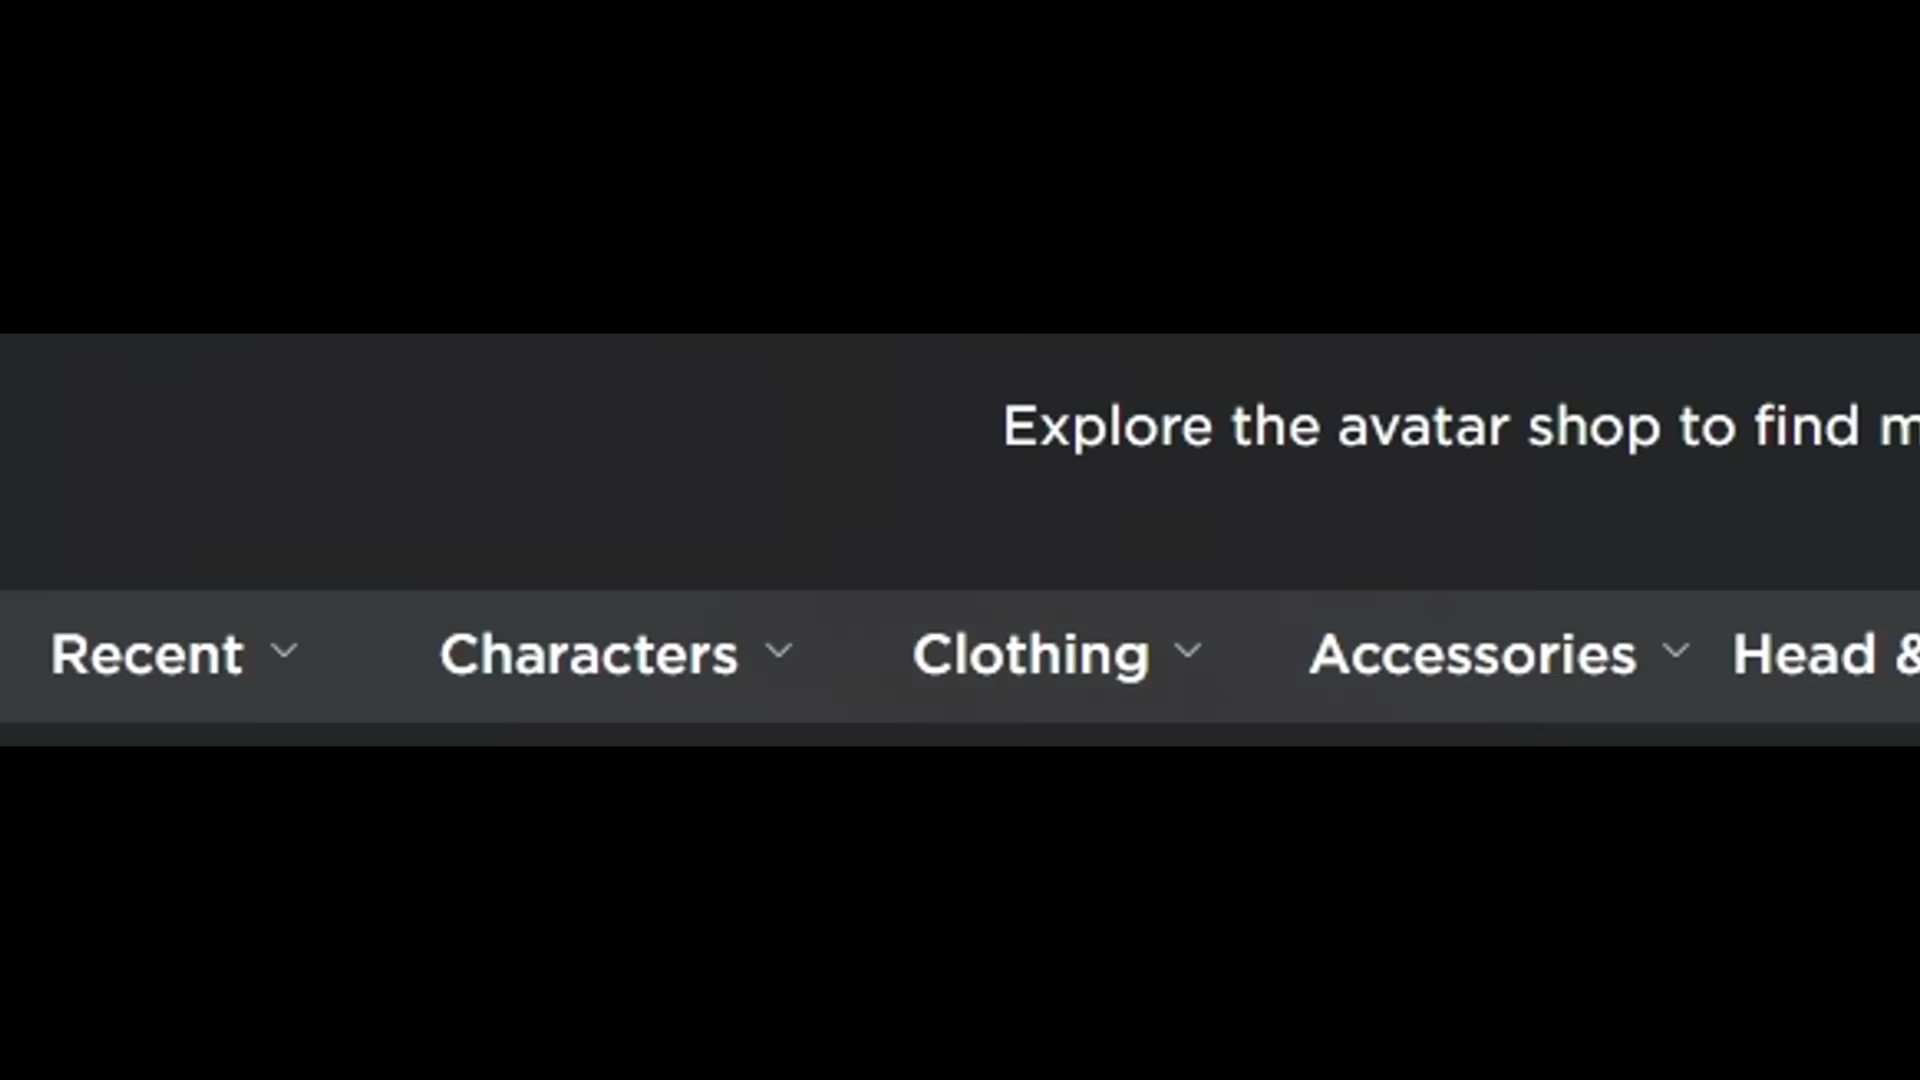 Explore the avatar shop to find
Recent Characters Clothing Accessories Head &